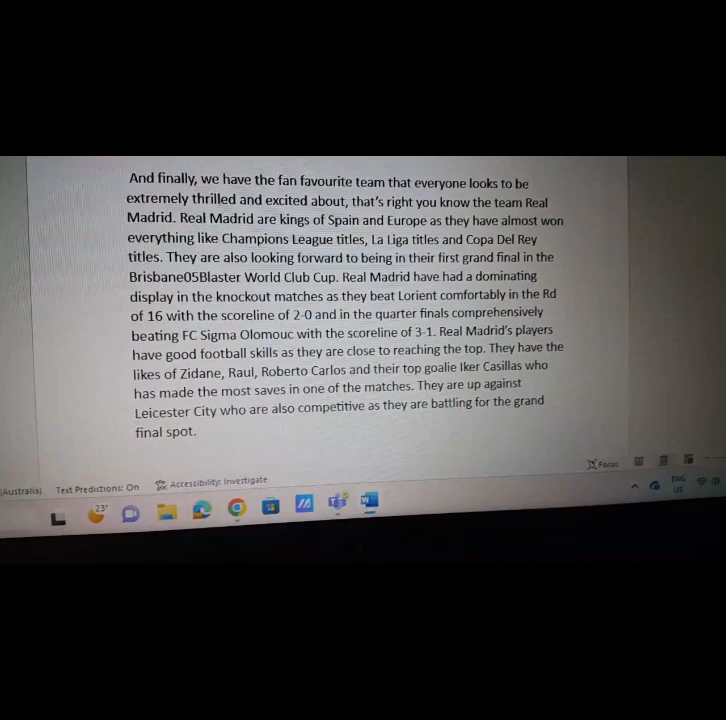 And finally, we have the fan favourite team that everyone looks to be
extremely thrilled and excited about, that's right you know the team Real
Madrid. Real Madrid are kings of Spain and Europe as they have almost won
everything like Champions League titles, La Liga titles and Copa Del Rey
titles. They are also looking forward to being in their first grand final in the
Brisbane05Blaster World Club Cup. Real Madrid have had a dominating
display in the knockout matches as they beat Lorient comfortably in the Rd
of 16 with the scoreline of 2-0 and in the quarter finals comprehensively
beating FC Sigma Olomouc with the scoreline of 3-1. Real Madrid's players
have good football skills as they are close to reaching the top. They have the
likes of Zidane, Raul, Roberto Carlos and their top goalie Iker Casillas who
has made the most saves in one of the matches. They are up against
Leicester City who are also competitive as they are battling for the grand
final spot.
Focus
(Australia) Text Predictions: On Accessibility: Investigate
23°
ENG
US